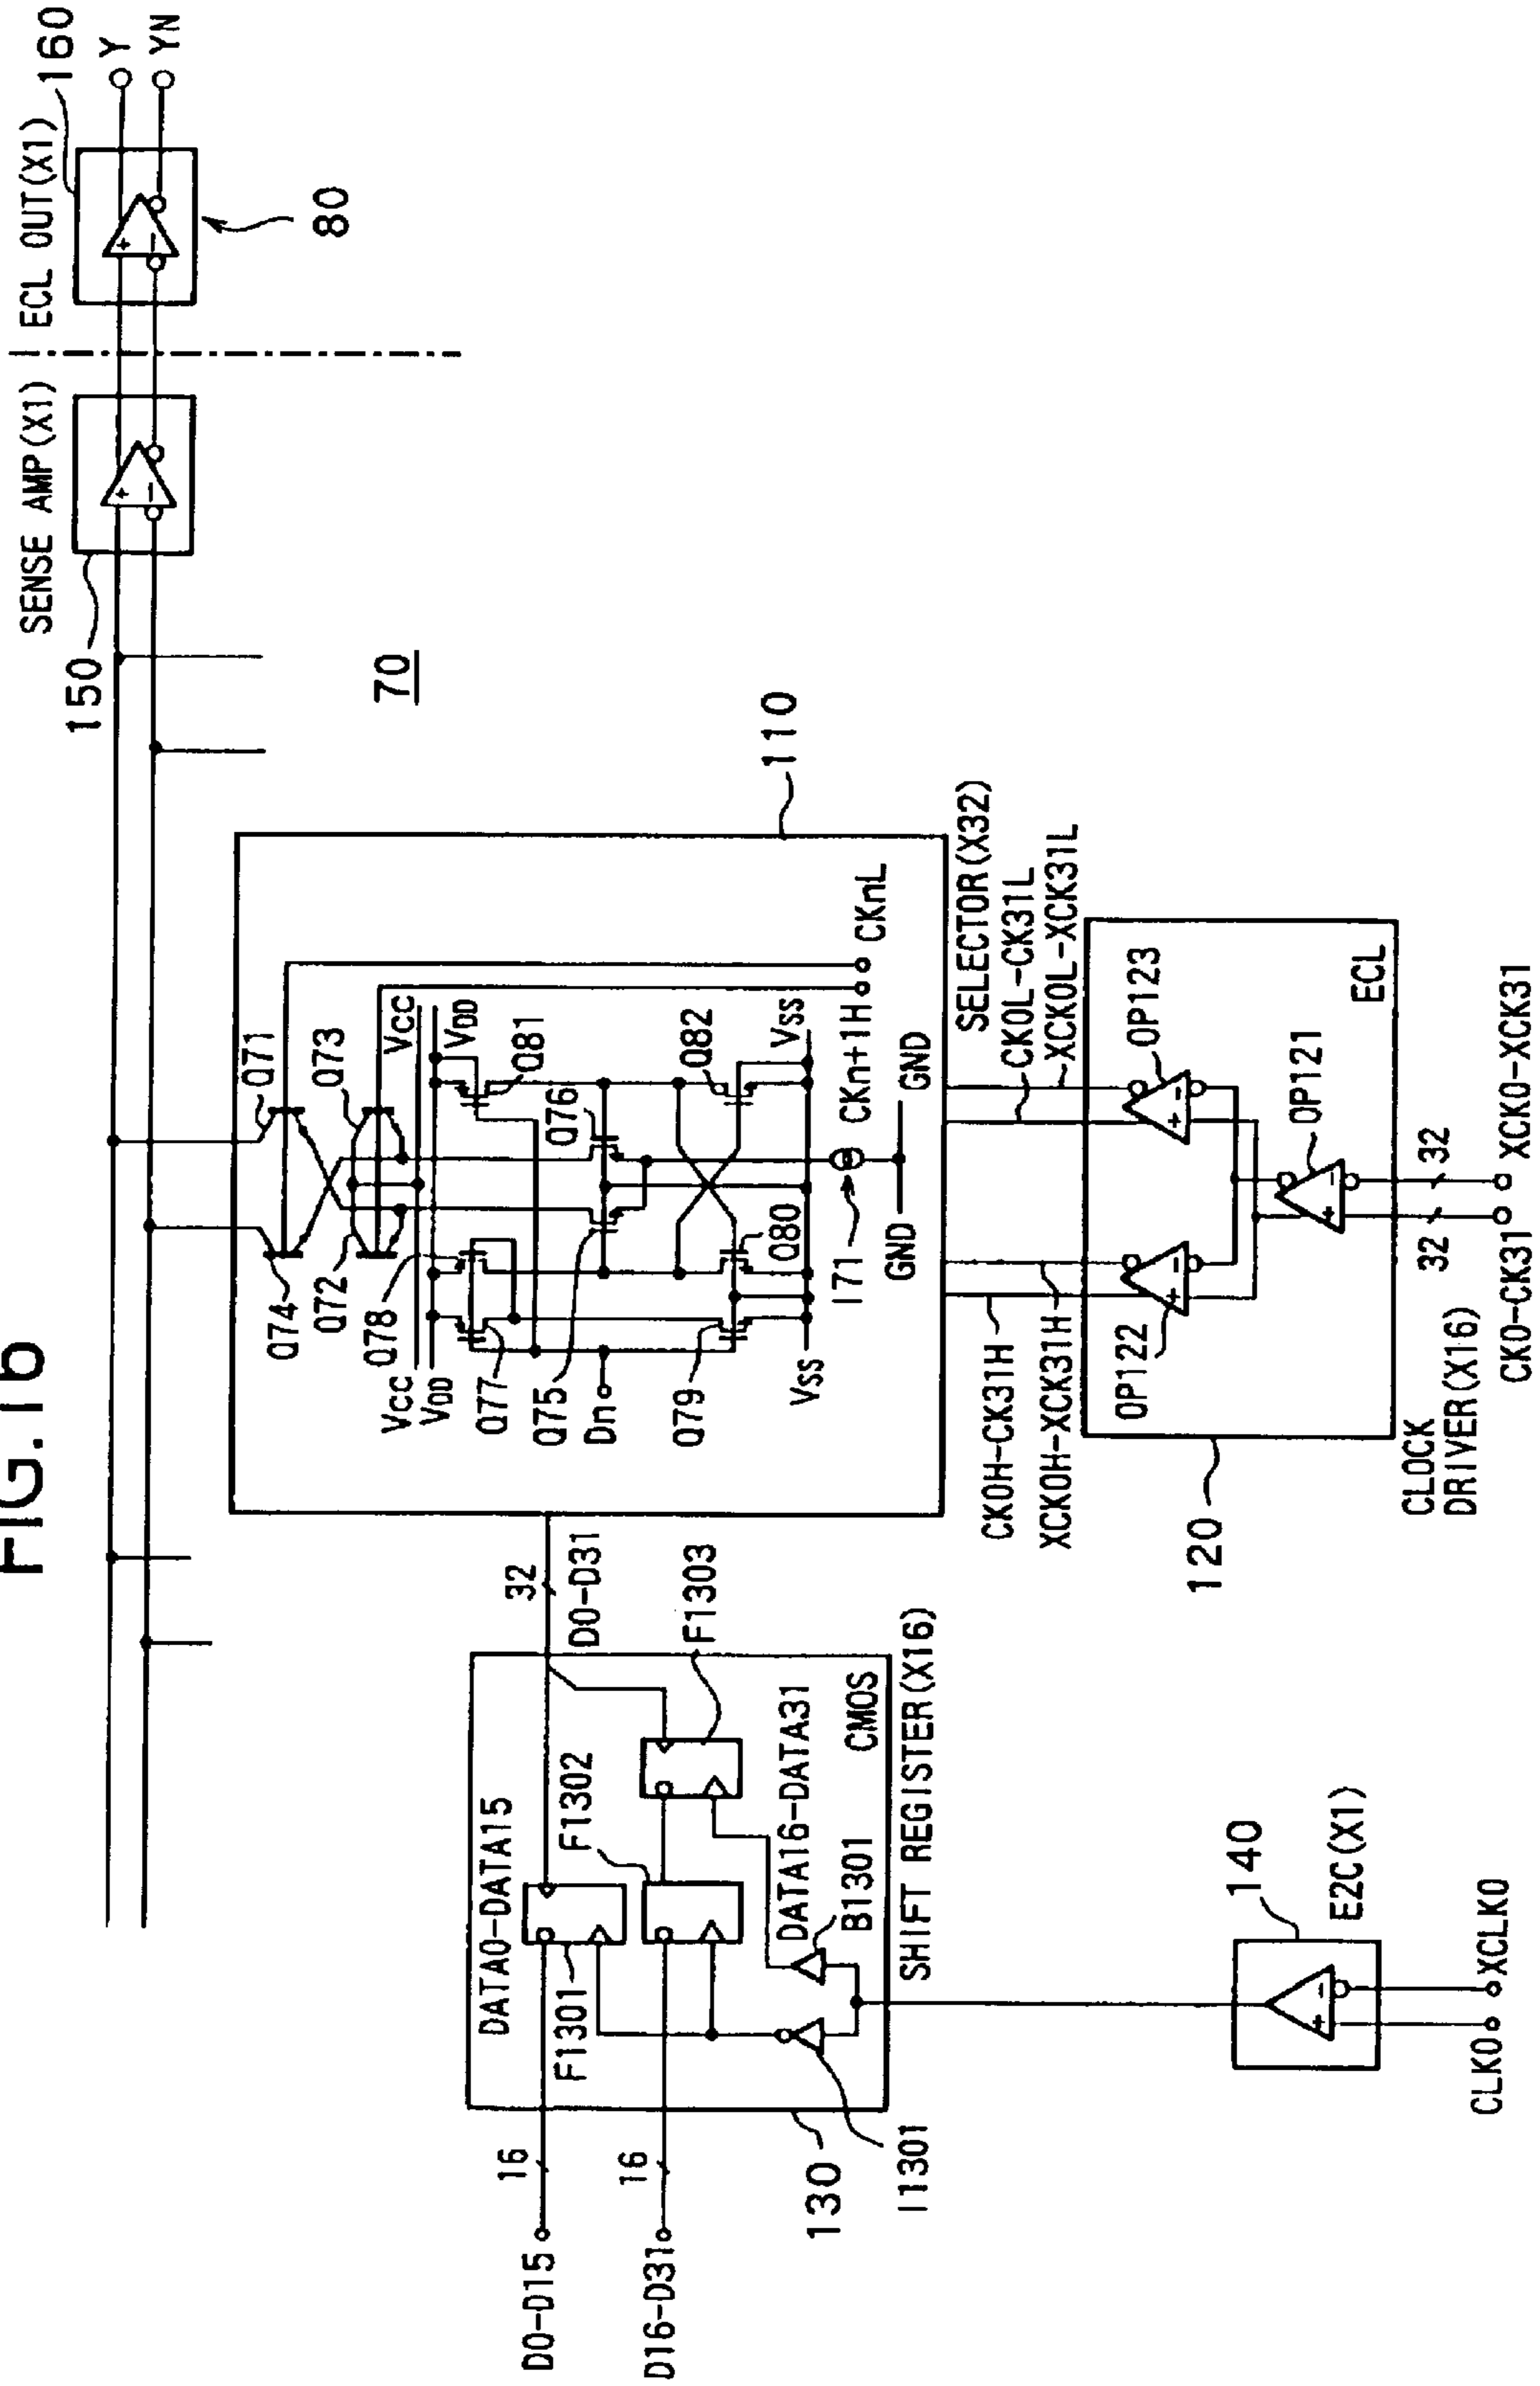 FIG.16
SENSE AMP(X1)
ECL OUT(X1)
160
Y
YN
+
−
+
−
150
80
70
110
Q71
Q74
Q73
Q72
Vcc
Vcc
VDD
VDD
Q78
Q77
Q81
Q76
Q75
Dn
Q79
Q80
Q82
Vss
Vss
CKnL
CKn+1H
I71
GND
GND
SELECTOR(X32)
32
D0-D31
CK0H-CK31H
XCK0H-XCK31H
CK0L-CK31L
XCK0L-XCK31L
DATA0-DATA15
F1301
F1302
F1303
DATA16-DATA31
B1301
CMOS
16
D0-D15
16
D16-D31
130
I1301
SHIFT REGISTER(X16)
OP122
+
−
OP123
+
−
OP121
+
−
ECL
120
CLOCK
DRIVER(X16)
32
32
CK0-CK31
XCK0-XCK31
140
E2C(X1)
+
−
CLK0
XCLK0